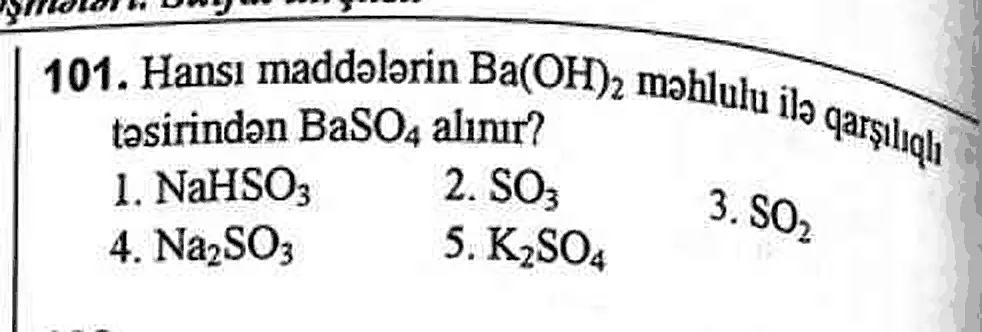 101. Hansı maddələrin Ba(OH)₂ məhlulu ilə qarşılıqlı
təsirindən BaSO₄ alınır?
1. NaHSO₃ 2. SO₃ 3. SO₂
4. Na₂SO₃ 5. K₂SO₄